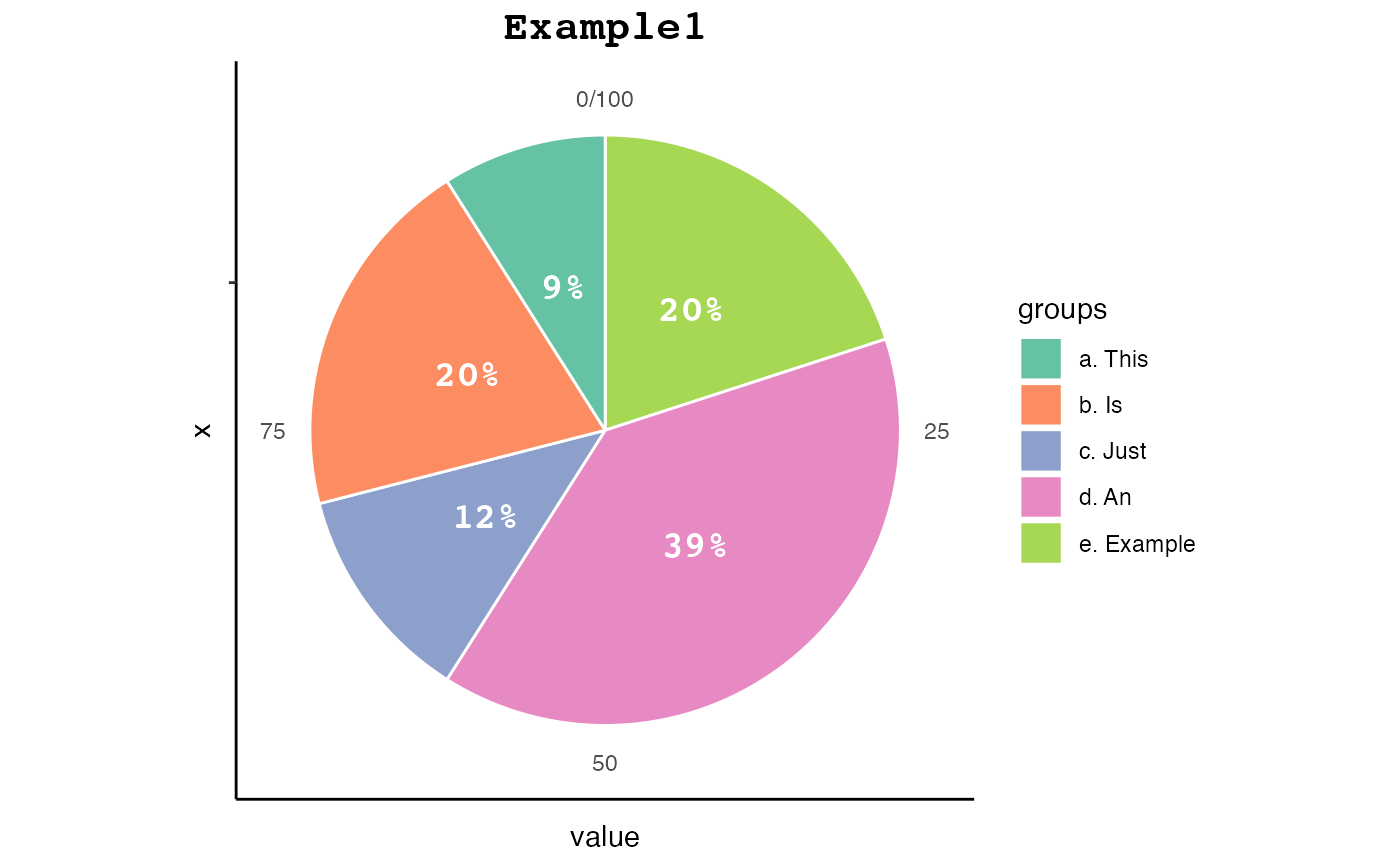 Example1
0/100
9%
20%
20%
x
75
25
12%
39%
50
value
groups
a. This
b. Is
c. Just
d. An
e. Example